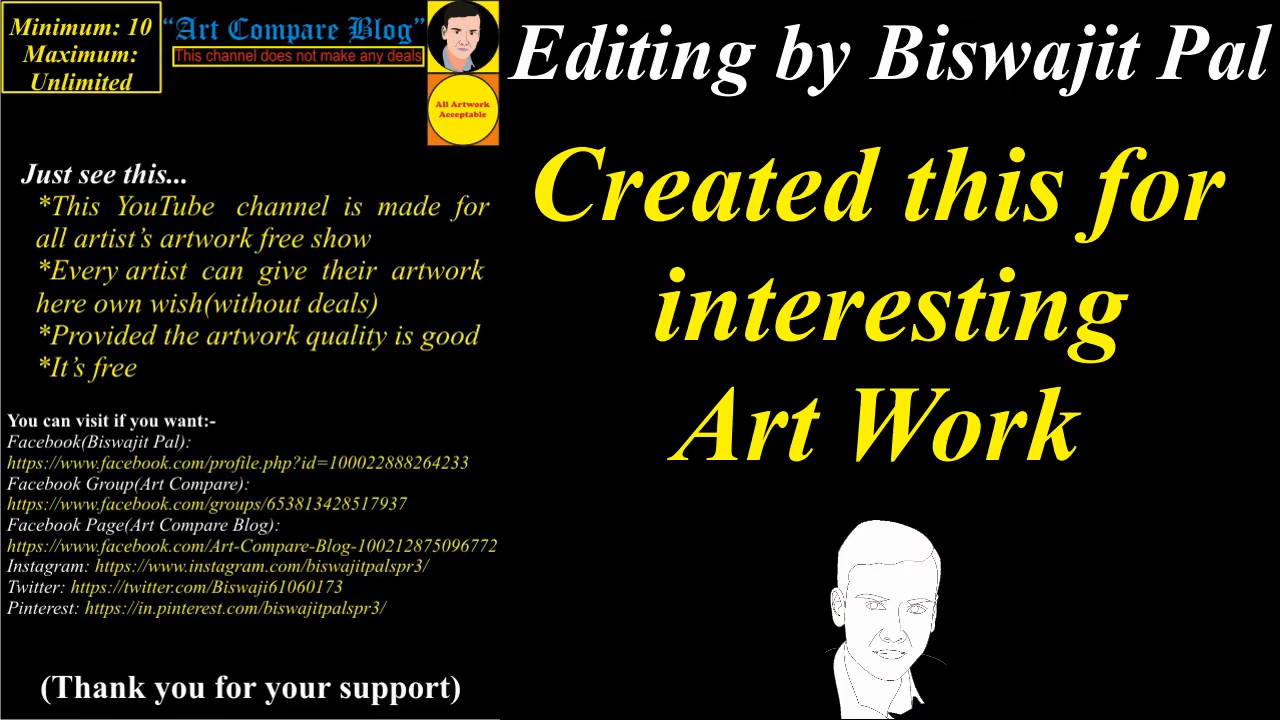 Minimum: 10
Maximum:
Unlimited
“Art Compare Blog”
This channel does not make any deals
All Artwork
Acceptable
Just see this...
*This YouTube channel is made for
all artist’s artwork free show
*Every artist can give their artwork
here own wish(without deals)
*Provided the artwork quality is good
*It’s free
You can visit if you want:-
Facebook(Biswajit Pal):
https://www.facebook.com/profile.php?id=100022888264233
Facebook Group(Art Compare):
https://www.facebook.com/groups/653813428517937
Facebook Page(Art Compare Blog):
https://www.facebook.com/Art-Compare-Blog-100212875096772
Instagram: https://www.instagram.com/biswajitpalspr3/
Twitter: https://twitter.com/Biswaji61060173
Pinterest: https://in.pinterest.com/biswajitpalspr3/
(Thank you for your support)
Editing by Biswajit Pal
Created this for
interesting
Art Work